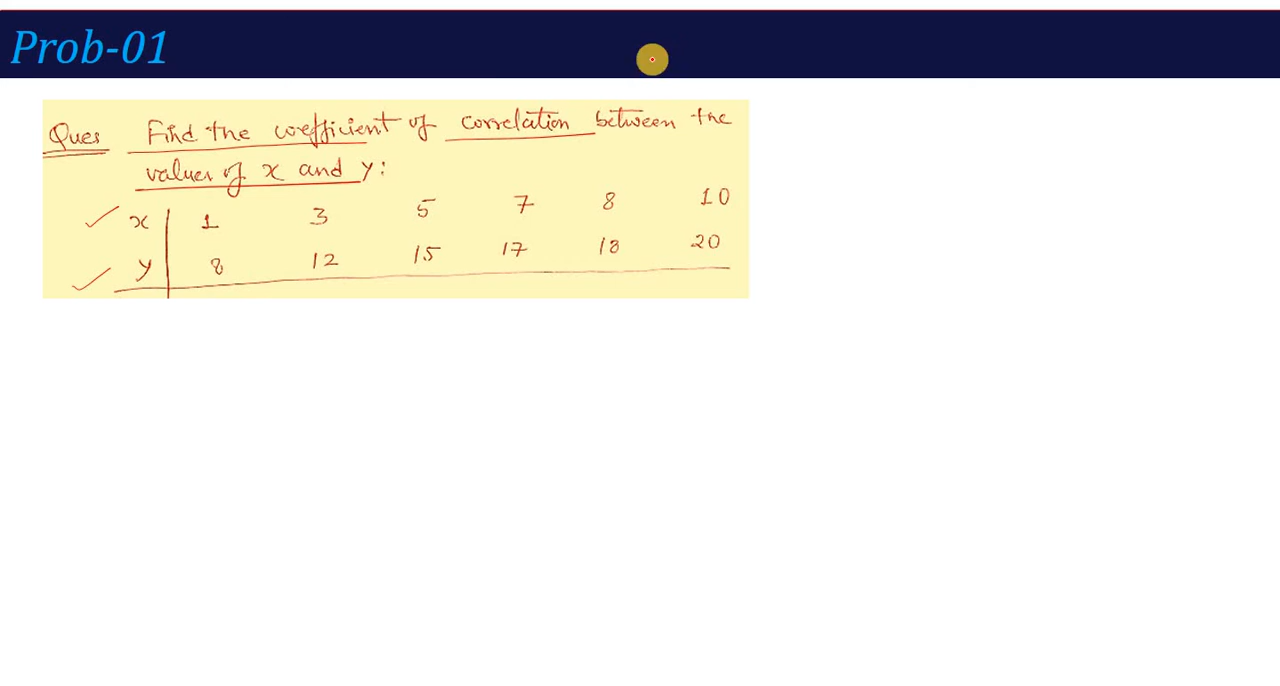 Prob-01
Ques Find the coefficient of correlation between the
values of x and y:
x 1 3 5 7 8 10
y 8 12 15 17 18 20